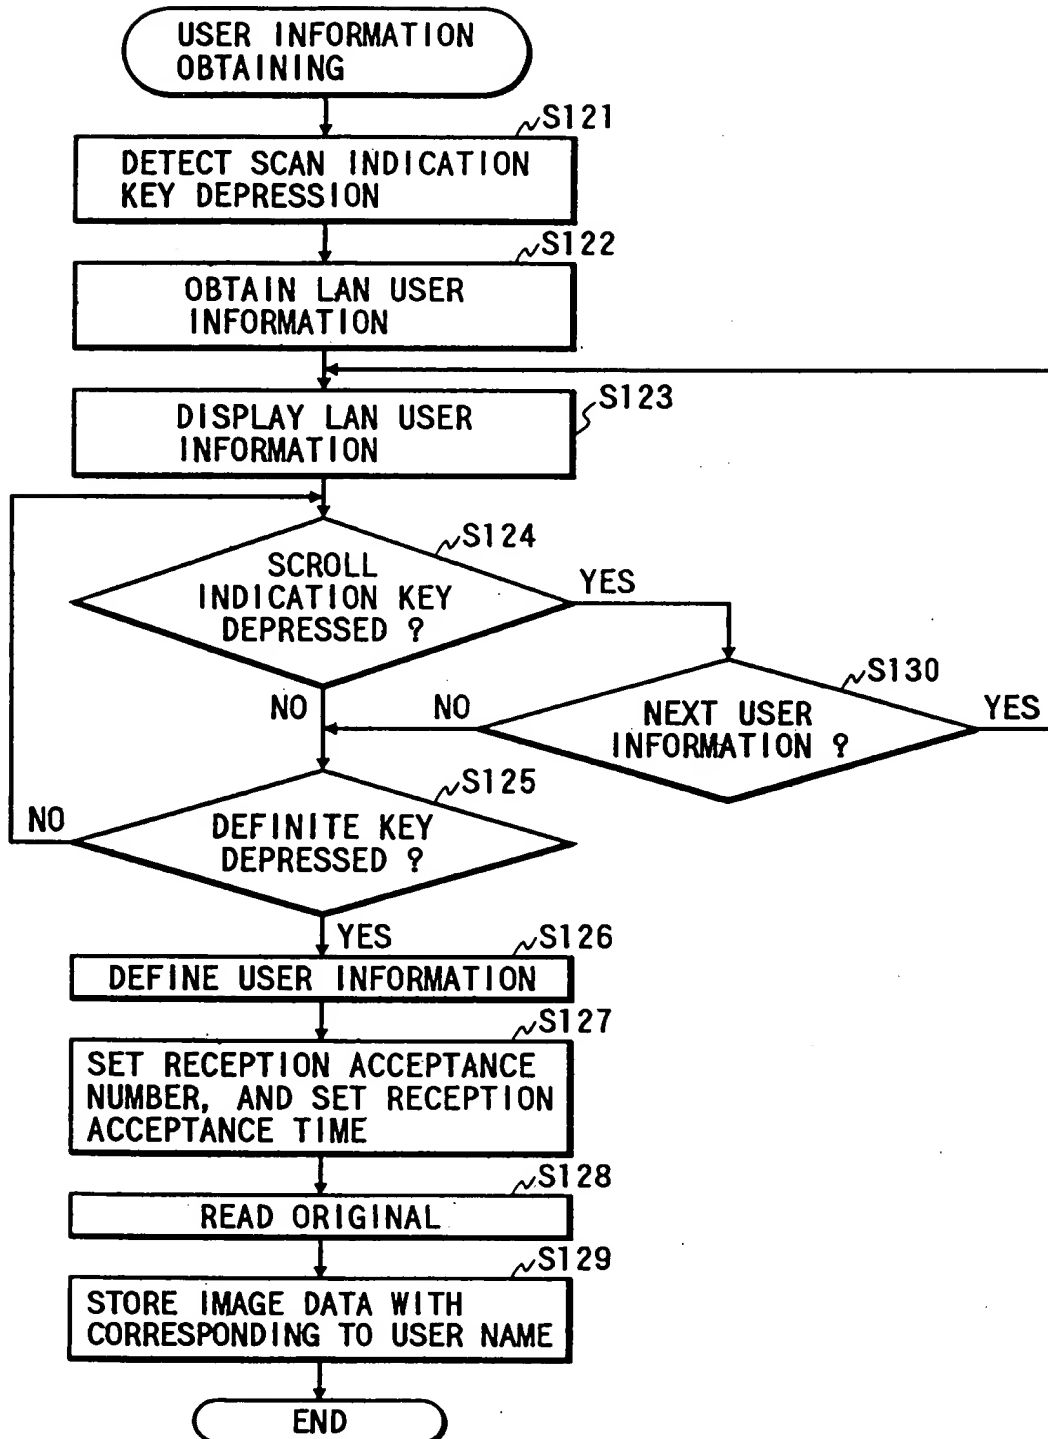 USER INFORMATION
OBTAINING
S121
DETECT SCAN INDICATION
KEY DEPRESSION
S122
OBTAIN LAN USER
INFORMATION
S123
DISPLAY LAN USER
INFORMATION
S124
SCROLL
INDICATION KEY
DEPRESSED ?
YES
NO
S130
NEXT USER
INFORMATION ?
NO
YES
S125
DEFINITE KEY
DEPRESSED ?
NO
YES
S126
DEFINE USER INFORMATION
S127
SET RECEPTION ACCEPTANCE
NUMBER, AND SET RECEPTION
ACCEPTANCE TIME
S128
READ ORIGINAL
S129
STORE IMAGE DATA WITH
CORRESPONDING TO USER NAME
END